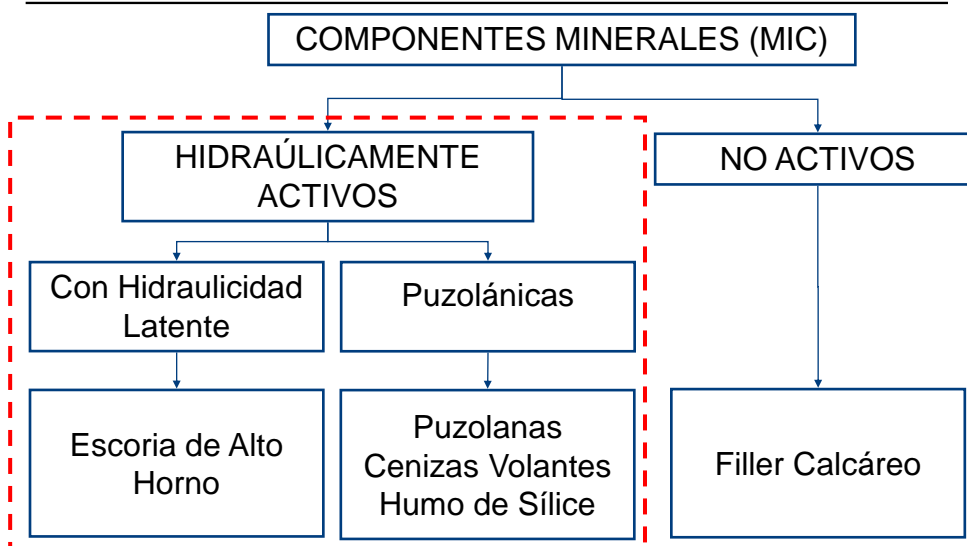 COMPONENTES MINERALES (MIC)
HIDRAÚLICAMENTE
ACTIVOS
NO ACTIVOS
Con Hidraulicidad
Latente
Puzolánicas
Escoria de Alto
Horno
Puzolanas
Cenizas Volantes
Humo de Sílice
Filler Calcáreo